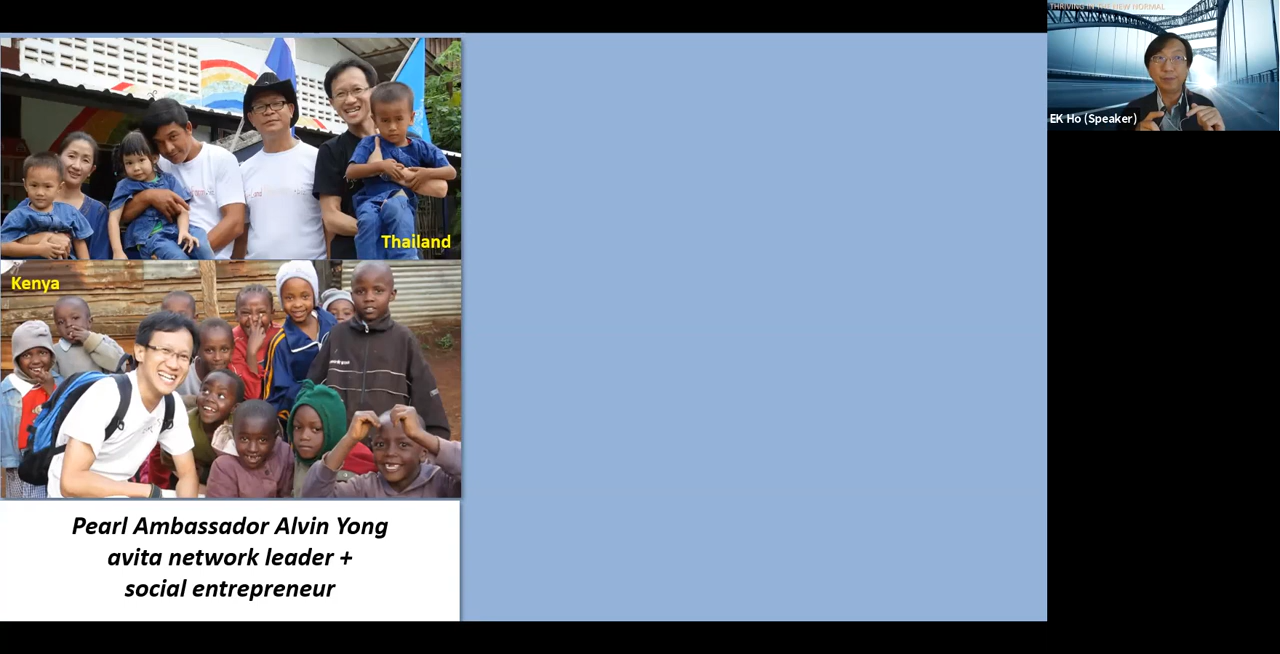 THRIVING IN THE NEW NORMAL
EK Ho (Speaker)
Thailand
Kenya
Pearl Ambassador Alvin Yong
avita network leader +
social entrepreneur